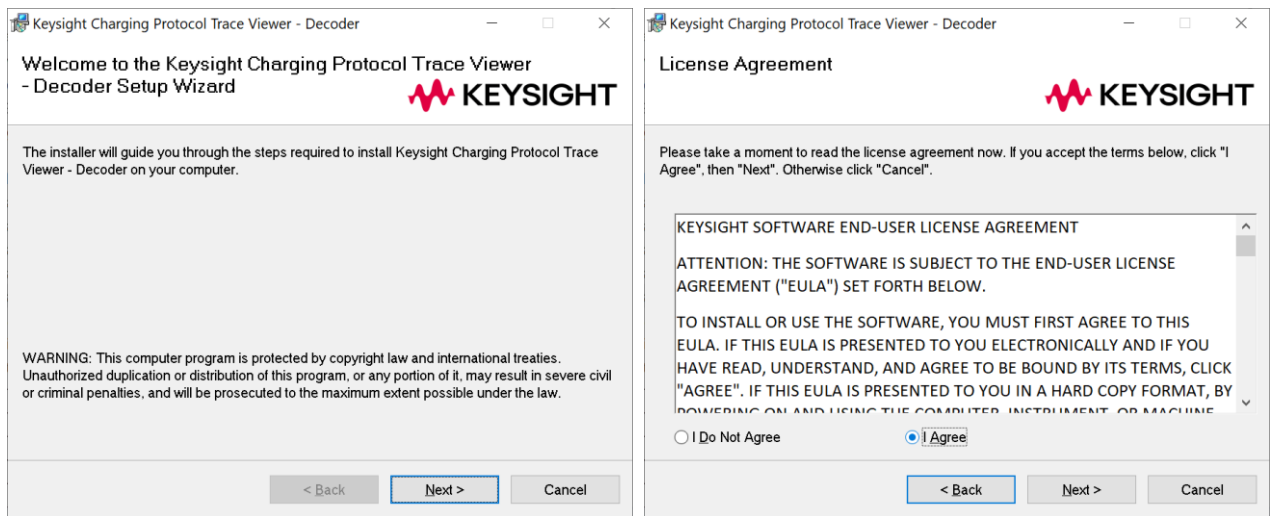 Keysight Charging Protocol Trace Viewer - Decoder
Welcome to the Keysight Charging Protocol Trace Viewer
- Decoder Setup Wizard
KEYSIGHT
The installer will guide you through the steps required to install Keysight Charging Protocol Trace
Viewer - Decoder on your computer.
WARNING: This computer program is protected by copyright law and international treaties.
Unauthorized duplication or distribution of this program, or any portion of it, may result in severe civil
or criminal penalties, and will be prosecuted to the maximum extent possible under the law.
< Back
Next >
Cancel
Keysight Charging Protocol Trace Viewer - Decoder
License Agreement
KEYSIGHT
Please take a moment to read the license agreement now. If you accept the terms below, click "I
Agree", then "Next". Otherwise click "Cancel".
KEYSIGHT SOFTWARE END-USER LICENSE AGREEMENT
ATTENTION: THE SOFTWARE IS SUBJECT TO THE END-USER LICENSE
AGREEMENT ("EULA") SET FORTH BELOW.
TO INSTALL OR USE THE SOFTWARE, YOU MUST FIRST AGREE TO THIS
EULA. IF THIS EULA IS PRESENTED TO YOU ELECTRONICALLY AND IF YOU
HAVE READ, UNDERSTAND, AND AGREE TO BE BOUND BY ITS TERMS, CLICK
"AGREE". IF THIS EULA IS PRESENTED TO YOU IN A HARD COPY FORMAT, BY
POWERING ON AND USING THE COMPUTER, INSTRUMENT, OR MACHINE
I Do Not Agree
I Agree
< Back
Next >
Cancel